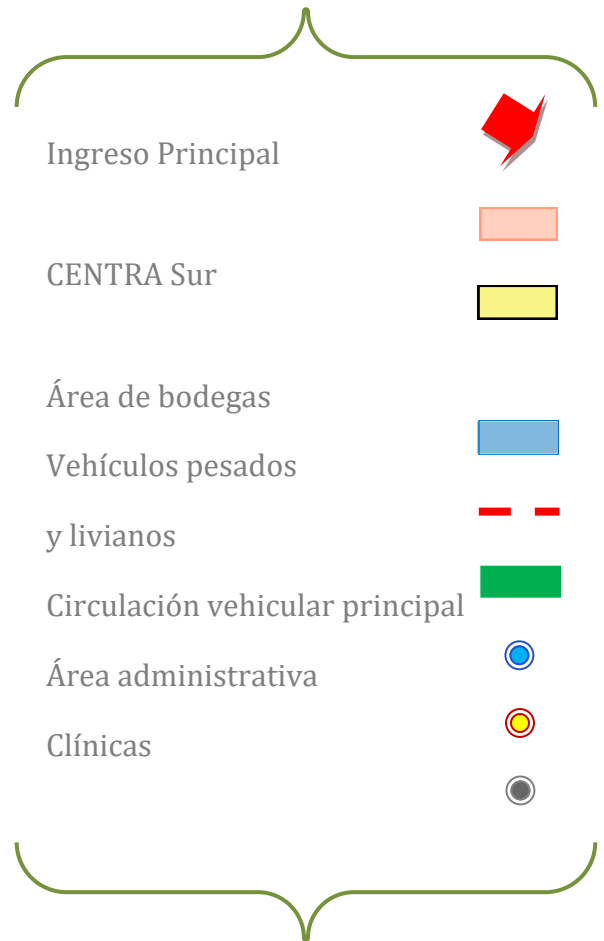 Ingreso Principal
CENTRA Sur
Área de bodegas
Vehículos pesados
y livianos
Circulación vehicular principal
Área administrativa
Clínicas